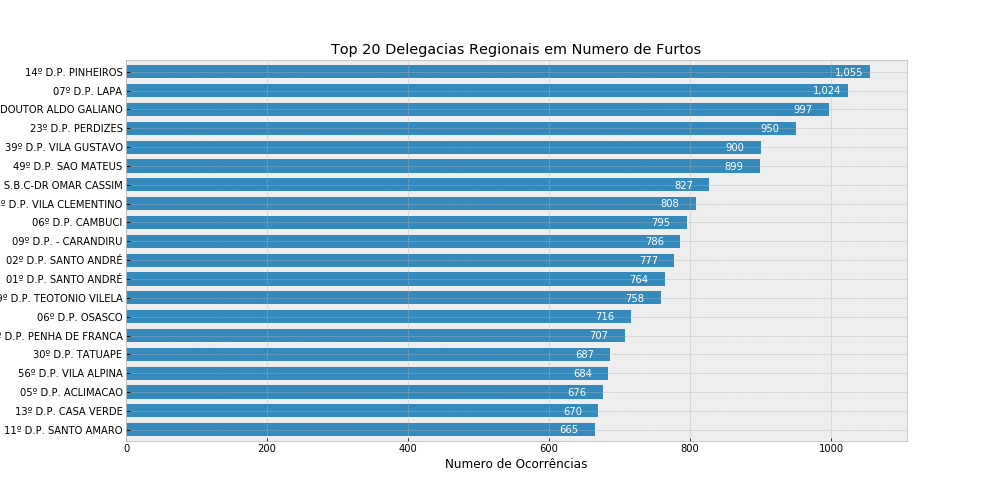 Top 20 Delegacias Regionais em Numero de Furtos
14º D.P. PINHEIROS 1,055
07º D.P. LAPA 1,024
DOUTOR ALDO GALIANO 997
23º D.P. PERDIZES 950
39º D.P. VILA GUSTAVO 900
49º D.P. SAO MATEUS 899
S.B.C-DR OMAR CASSIM 827
º D.P. VILA CLEMENTINO 808
06º D.P. CAMBUCI 795
09º D.P. - CARANDIRU 786
02º D.P. SANTO ANDRÉ 777
01º D.P. SANTO ANDRÉ 764
9º D.P. TEOTONIO VILELA 758
06º D.P. OSASCO 716
º D.P. PENHA DE FRANCA 707
30º D.P. TATUAPE 687
56º D.P. VILA ALPINA 684
05º D.P. ACLIMACAO 676
13º D.P. CASA VERDE 670
11º D.P. SANTO AMARO 665
0 200 400 600 800 1000
Numero de Ocorrências